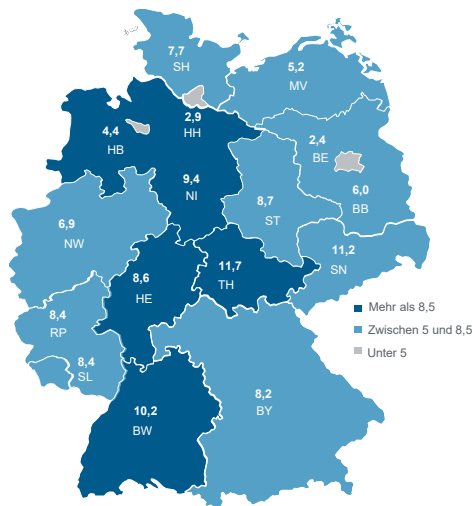 7,7
SH
5,2
MV
2,9
HH
4,4
HB
2,4
BE
9,4
NI
6,0
BB
8,7
ST
6,9
NW
11,2
SN
8,6
HE
11,7
TH
8,4
RP
8,4
SL
10,2
BW
8,2
BY
Mehr als 8,5
Zwischen 5 und 8,5
Unter 5